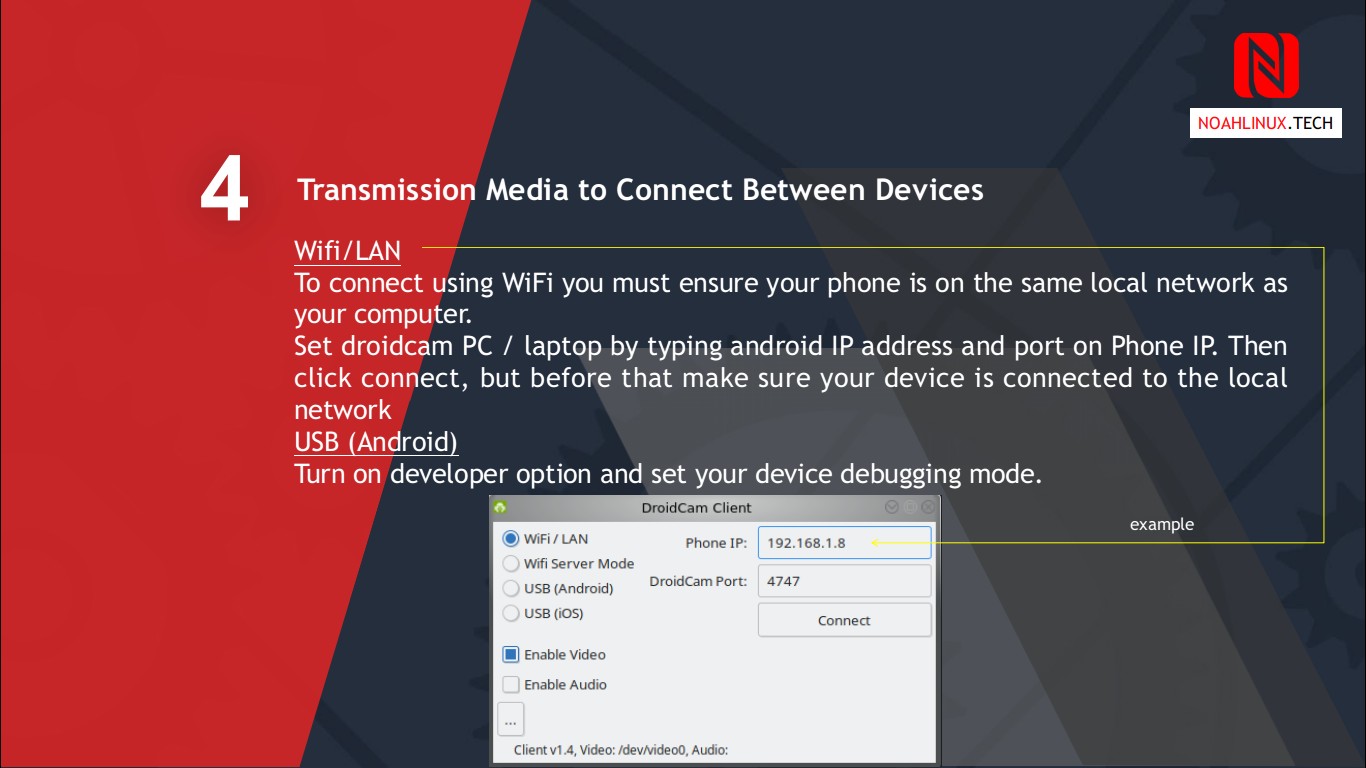 NOAHLINUX.TECH
4
Transmission Media to Connect Between Devices
Wifi/LAN
To connect using WiFi you must ensure your phone is on the same local network as
your computer.
Set droidcam PC / laptop by typing android IP address and port on Phone IP. Then
click connect, but before that make sure your device is connected to the local
network
USB (Android)
Turn on developer option and set your device debugging mode.
example
DroidCam Client
WiFi / LAN
Phone IP: 192.168.1.8
Wifi Server Mode
USB (Android)
DroidCam Port: 4747
USB (iOS)
Connect
Enable Video
Enable Audio
...
Client v1.4, Video: /dev/video0, Audio: